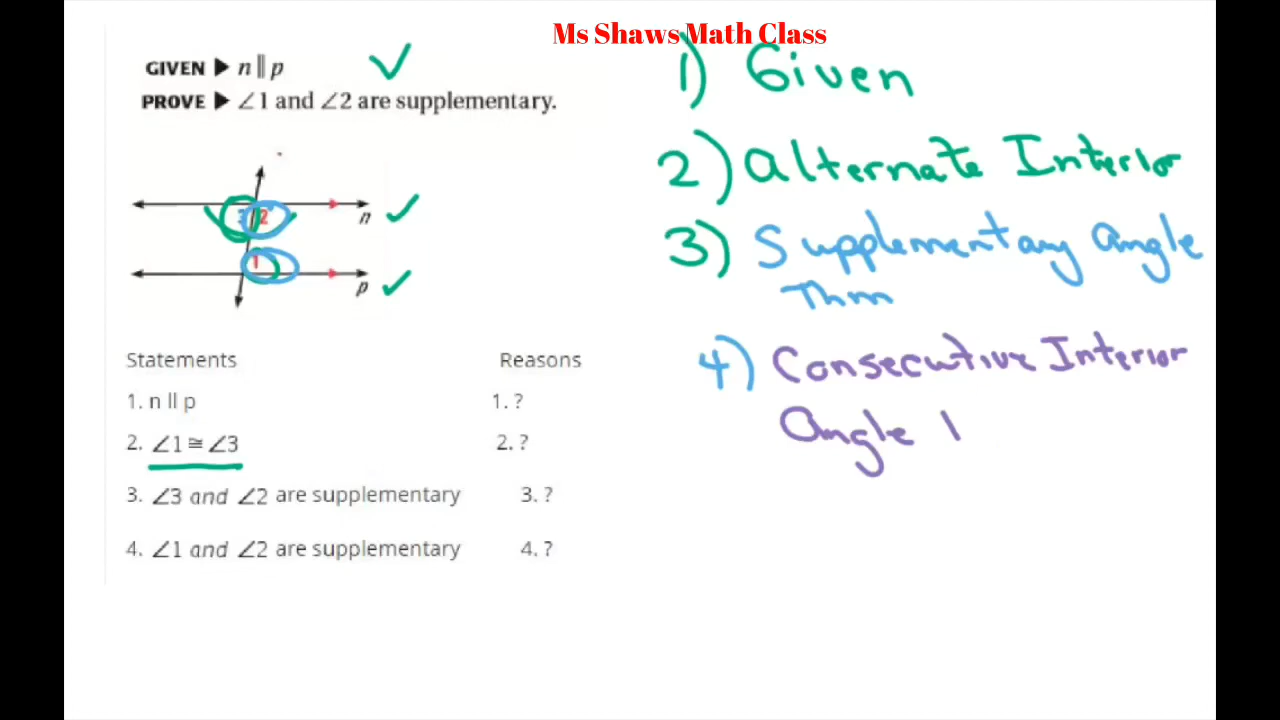 Ms Shaws Math Class
GIVEN ▶ n ∥ p
PROVE ▶ ∠1 and ∠2 are supplementary.
3 2
n
1
p
Statements Reasons
1. n ll p 1. ?
2. ∠1 ≅ ∠3 2. ?
3. ∠3 and ∠2 are supplementary 3. ?
4. ∠1 and ∠2 are supplementary 4. ?
1) Given
2) Alternate Interior
3) Supplementary Angle
Thm
4) Consecutive Interior
Angle